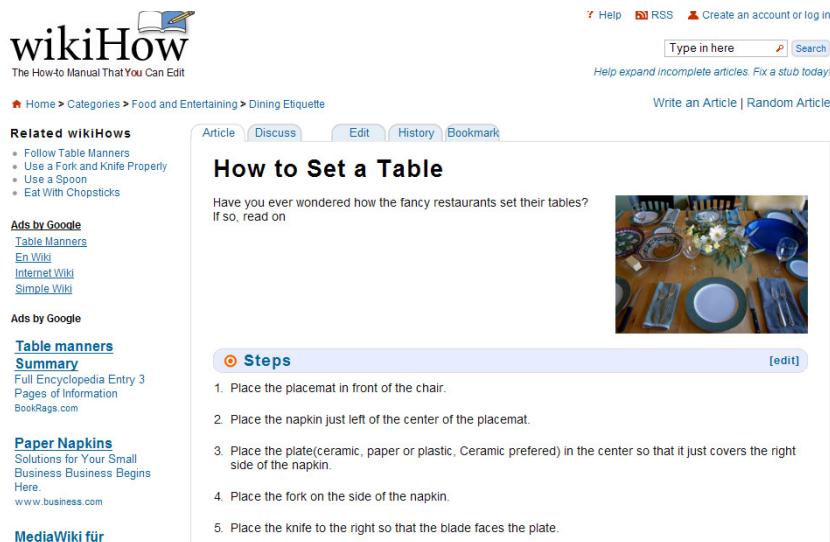 wikiHow
The How-to Manual That You Can Edit
? Help RSS Create an account or log in
Type in here Search
Help expand incomplete articles. Fix a stub today!
Home > Categories > Food and Entertaining > Dining Etiquette
Write an Article | Random Article
Related wikiHows
Follow Table Manners
Use a Fork and Knife Properly
Use a Spoon
Eat With Chopsticks
Ads by Google
Table Manners
En Wiki
Internet Wiki
Simple Wiki
Ads by Google
Table manners
Summary
Full Encyclopedia Entry 3
Pages of Information
BookRags.com
Paper Napkins
Solutions for Your Small
Business Business Begins
Here.
www.business.com
MediaWiki für
Article Discuss Edit History Bookmark
How to Set a Table
Have you ever wondered how the fancy restaurants set their tables?
If so, read on
Steps [edit]
1. Place the placemat in front of the chair.
2. Place the napkin just left of the center of the placemat.
3. Place the plate(ceramic, paper or plastic, Ceramic prefered) in the center so that it just covers the right
side of the napkin.
4. Place the fork on the side of the napkin.
5. Place the knife to the right so that the blade faces the plate.